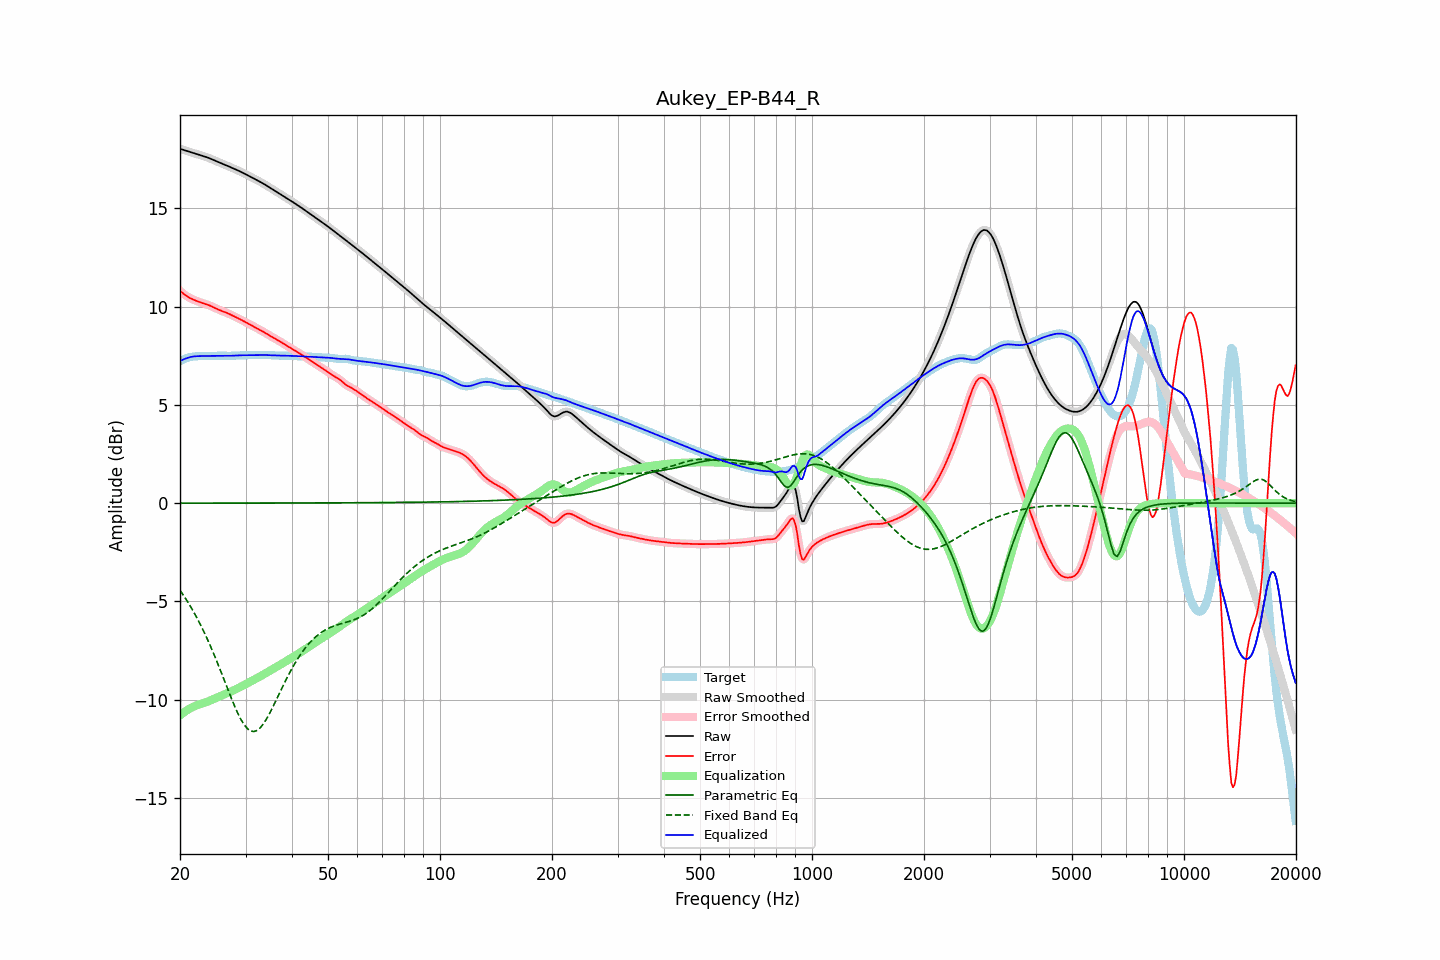 Aukey_EP-B44_R
Amplitude (dBr)
15
10
5
0
−5
−10
−15
Target
Raw Smoothed
Error Smoothed
Raw
Error
Equalization
Parametric Eq
Fixed Band Eq
Equalized
20 50 100 200 500 1000 2000 5000 10000 20000
Frequency (Hz)